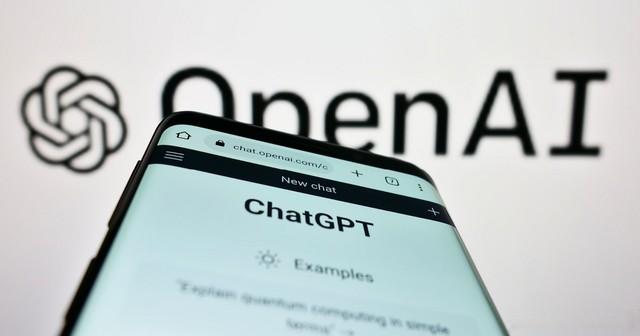 OpenAI
chat.openai.com/c
New chat
ChatGPT
Examples
"Explain quantum computing in simple
terms" →